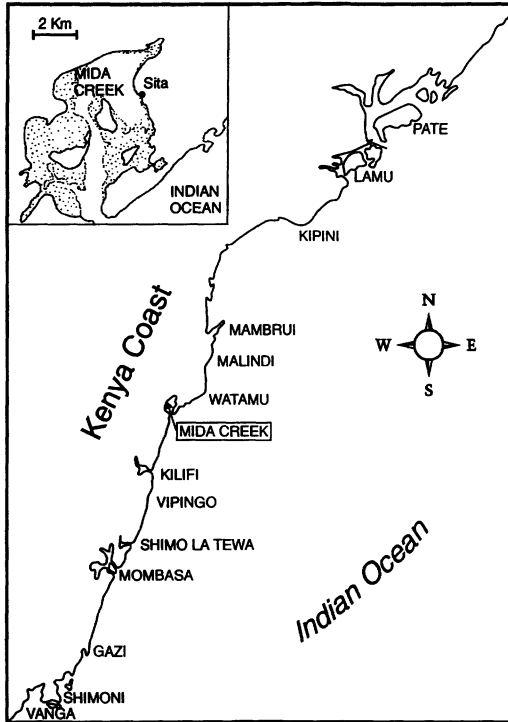 2 Km
MIDA
CREEK
Sita
INDIAN
OCEAN
PATE
LAMU
KIPINI
Kenya Coast
MAMBRUI
MALINDI
WATAMU
MIDA CREEK
N
W
E
S
KILIFI
VIPINGO
SHIMO LA TEWA
MOMBASA
Indian Ocean
GAZI
SHIMONI
VANGA